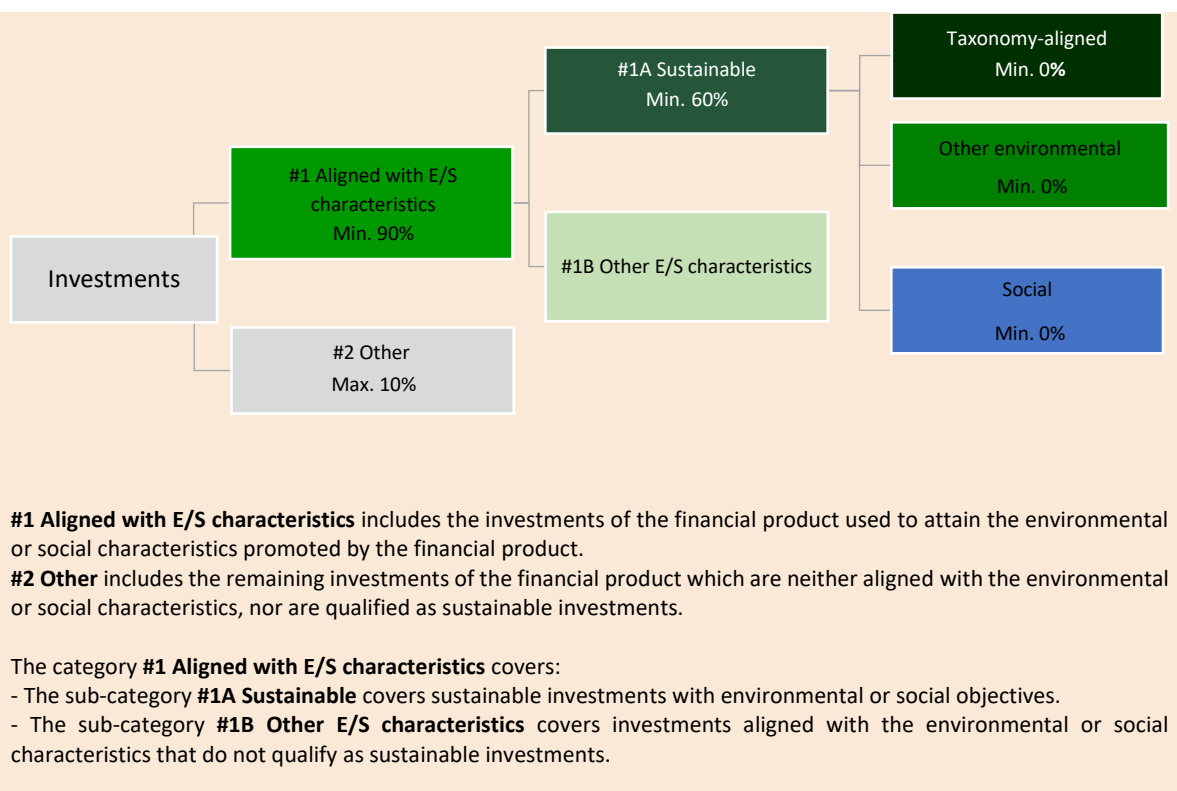 Investments
#1 Aligned with E/S
characteristics
Min. 90%
#2 Other
Max. 10%
#1A Sustainable
Min. 60%
#1B Other E/S characteristics
Taxonomy-aligned
Min. 0%
Other environmental
Min. 0%
Social
Min. 0%
#1 Aligned with E/S characteristics includes the investments of the financial product used to attain the environmental
or social characteristics promoted by the financial product.
#2 Other includes the remaining investments of the financial product which are neither aligned with the environmental
or social characteristics, nor are qualified as sustainable investments.
The category #1 Aligned with E/S characteristics covers:
- The sub-category #1A Sustainable covers sustainable investments with environmental or social objectives.
- The sub-category #1B Other E/S characteristics covers investments aligned with the environmental or social
characteristics that do not qualify as sustainable investments.